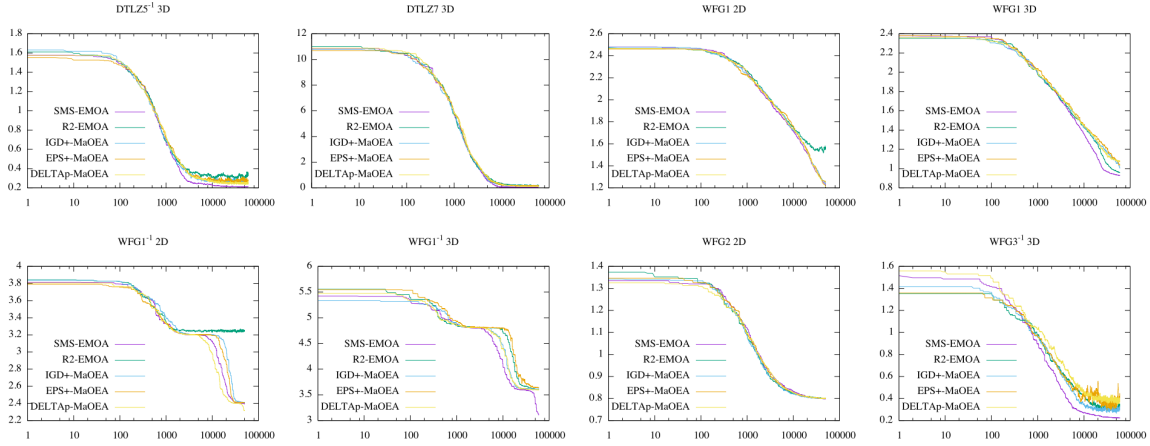 DTLZ5⁻¹ 3D
1.8
1.6
1.4
1.2
1
0.8
0.6
0.4
0.2
SMS-EMOA
R2-EMOA
IGD+-MaOEA
EPS+-MaOEA
DELTAp-MaOEA
1 10 100 1000 10000 100000
DTLZ7 3D
12
10
8
6
4
2
0
SMS-EMOA
R2-EMOA
IGD+-MaOEA
EPS+-MaOEA
DELTAp-MaOEA
1 10 100 1000 10000 100000
WFG1 2D
2.6
2.4
2.2
2
1.8
1.6
1.4
1.2
SMS-EMOA
R2-EMOA
IGD+-MaOEA
EPS+-MaOEA
DELTAp-MaOEA
1 10 100 1000 10000 100000
WFG1 3D
2.4
2.2
2
1.8
1.6
1.4
1.2
1
0.8
SMS-EMOA
R2-EMOA
IGD+-MaOEA
EPS+-MaOEA
DELTAp-MaOEA
1 10 100 1000 10000 100000
WFG1⁻¹ 2D
4
3.8
3.6
3.4
3.2
3
2.8
2.6
2.4
2.2
SMS-EMOA
R2-EMOA
IGD+-MaOEA
EPS+-MaOEA
DELTAp-MaOEA
1 10 100 1000 10000 100000
WFG1⁻¹ 3D
6
5.5
5
4.5
4
3.5
3
SMS-EMOA
R2-EMOA
IGD+-MaOEA
EPS+-MaOEA
DELTAp-MaOEA
1 10 100 1000 10000 100000
WFG2 2D
1.4
1.3
1.2
1.1
1
0.9
0.8
0.7
SMS-EMOA
R2-EMOA
IGD+-MaOEA
EPS+-MaOEA
DELTAp-MaOEA
1 10 100 1000 10000 100000
WFG3⁻¹ 3D
1.6
1.4
1.2
1
0.8
0.6
0.4
0.2
SMS-EMOA
R2-EMOA
IGD+-MaOEA
EPS+-MaOEA
DELTAp-MaOEA
1 10 100 1000 10000 100000